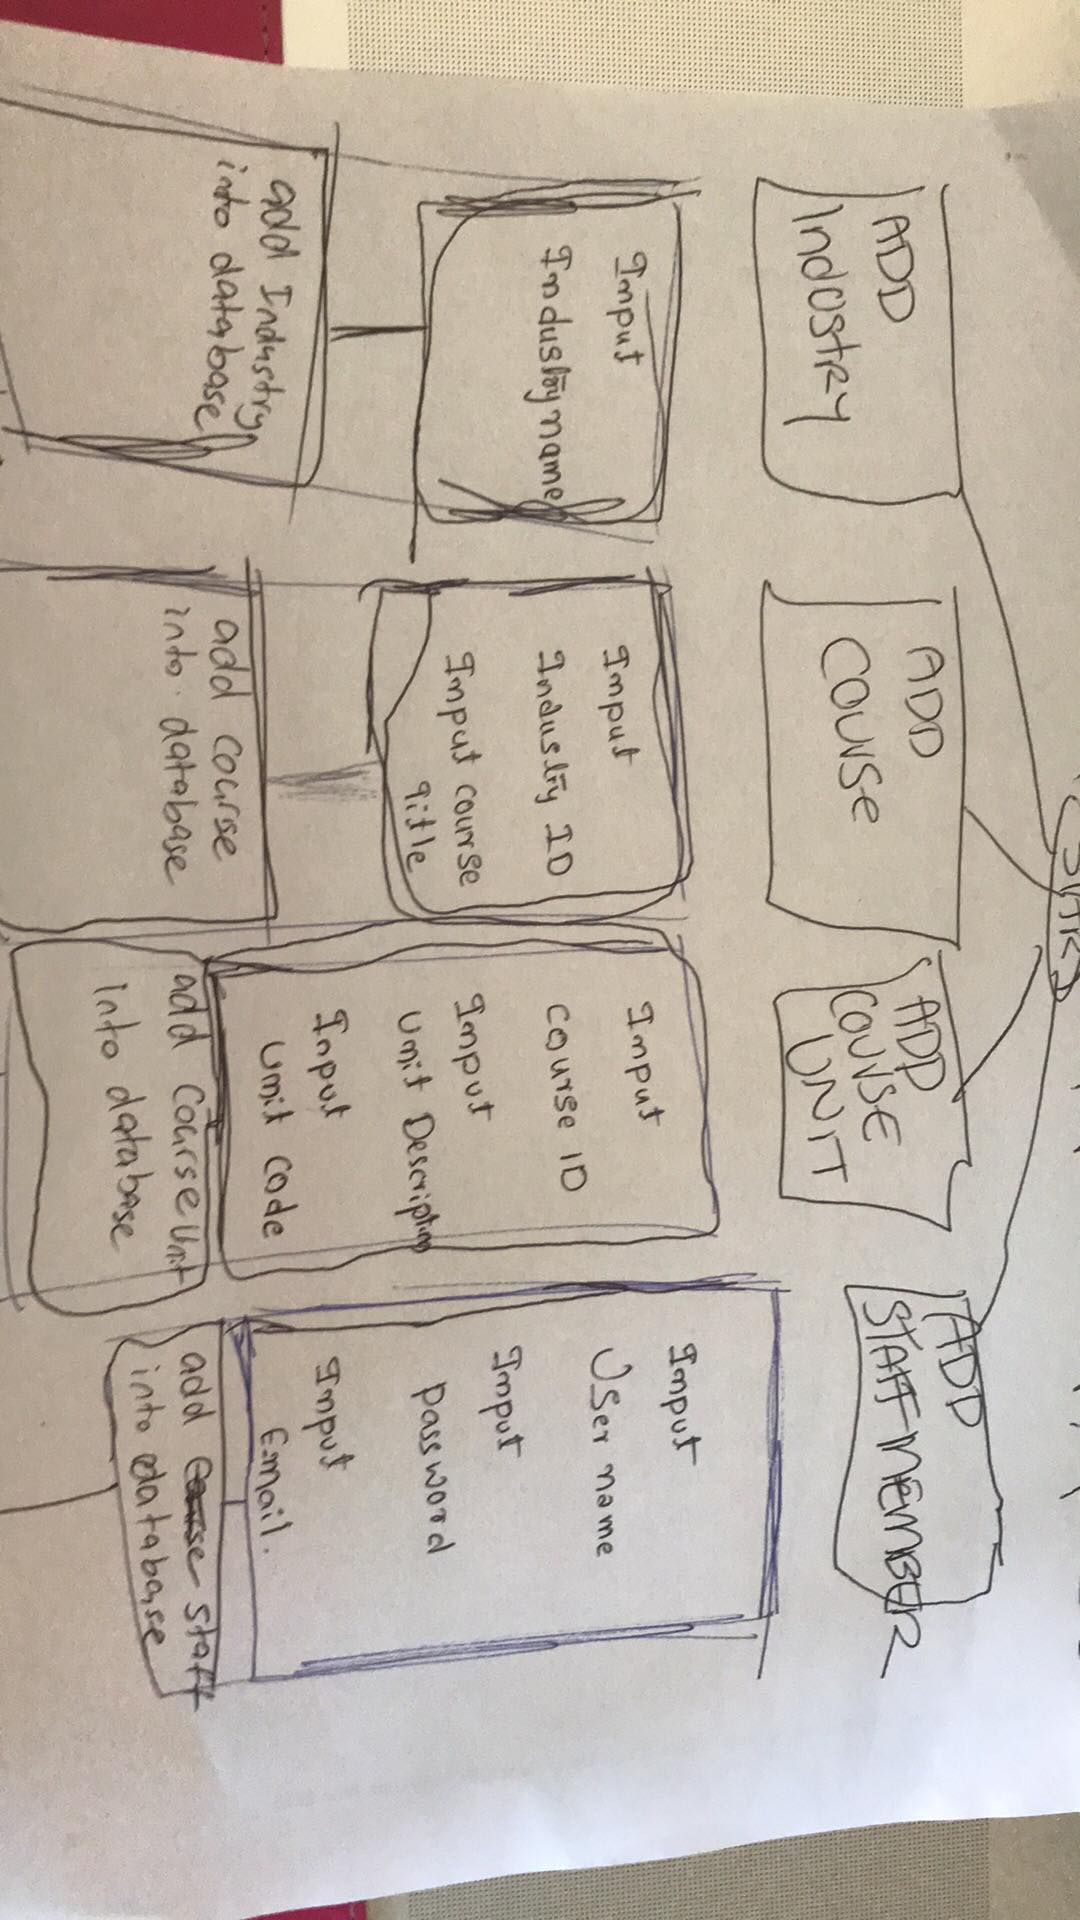 START
ADD
Industry
ADD
COURSE
ADD
COURSE
UNIT
ADD
STAFF MEMBER
Input
Industry name
Input
Industry ID
Input course
title
Input
course ID
Input
Unit Description
Input
Unit code
Input
User name
Input
password
Input
Email.
add Industry
into database
add course
into database
add Course Unit
into database
add staff
into database